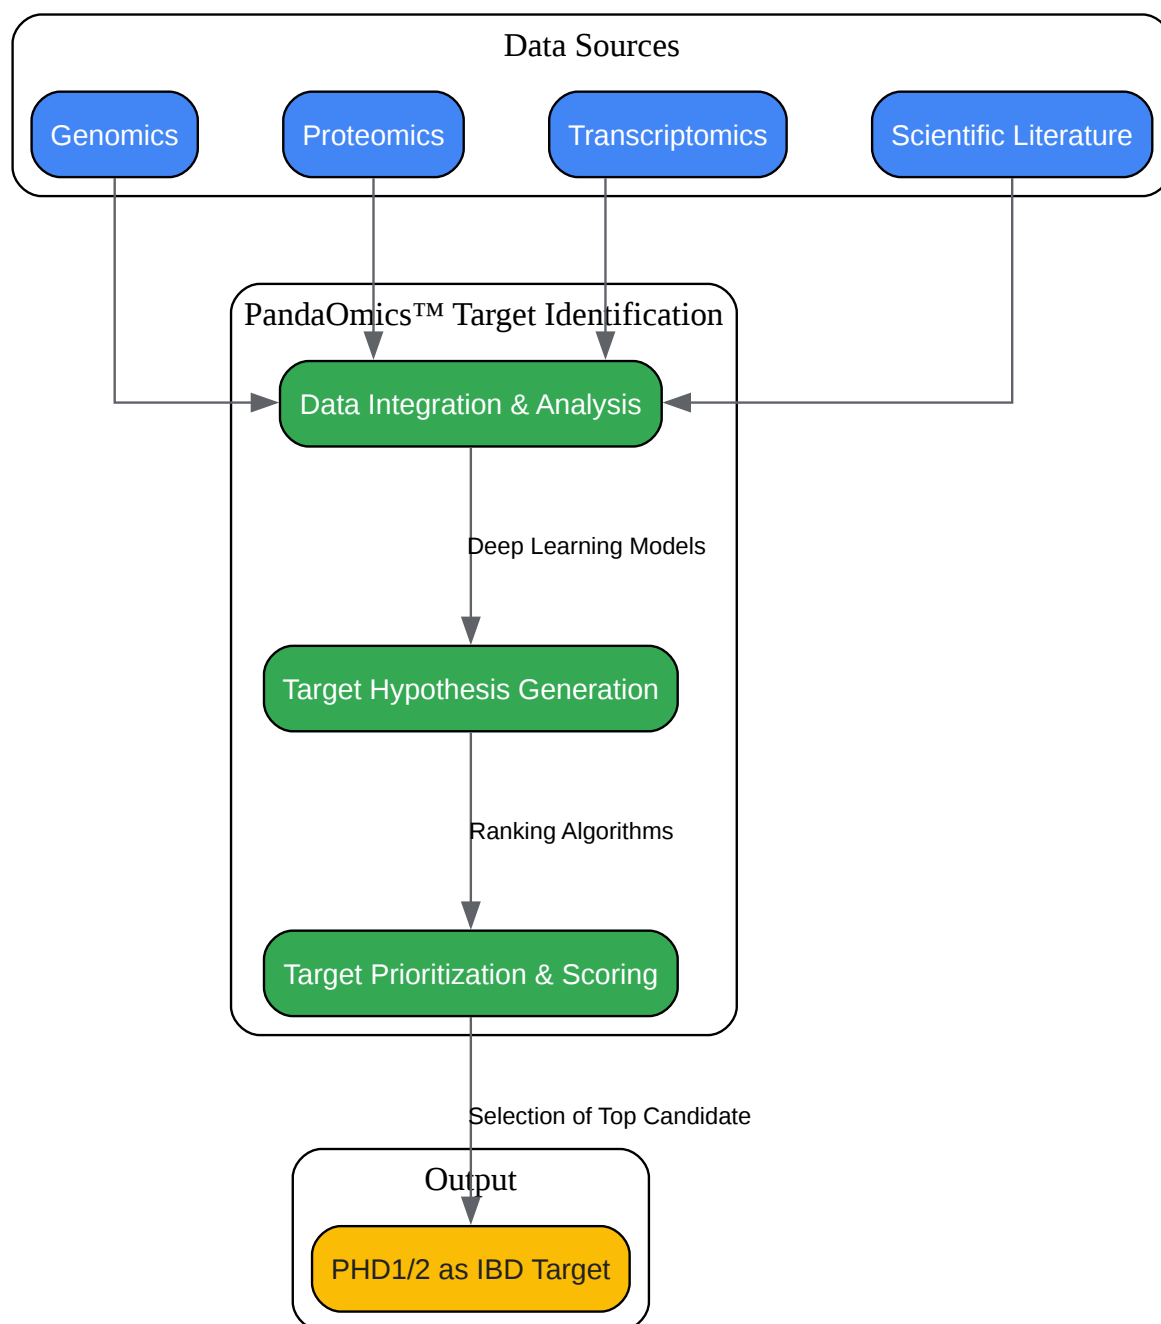 Data Sources
Genomics
Proteomics
Transcriptomics
Scientific Literature
PandaOmics™ Target Identification
Data Integration & Analysis
Deep Learning Models
Target Hypothesis Generation
Ranking Algorithms
Target Prioritization & Scoring
Selection of Top Candidate
Output
PHD1/2 as IBD Target